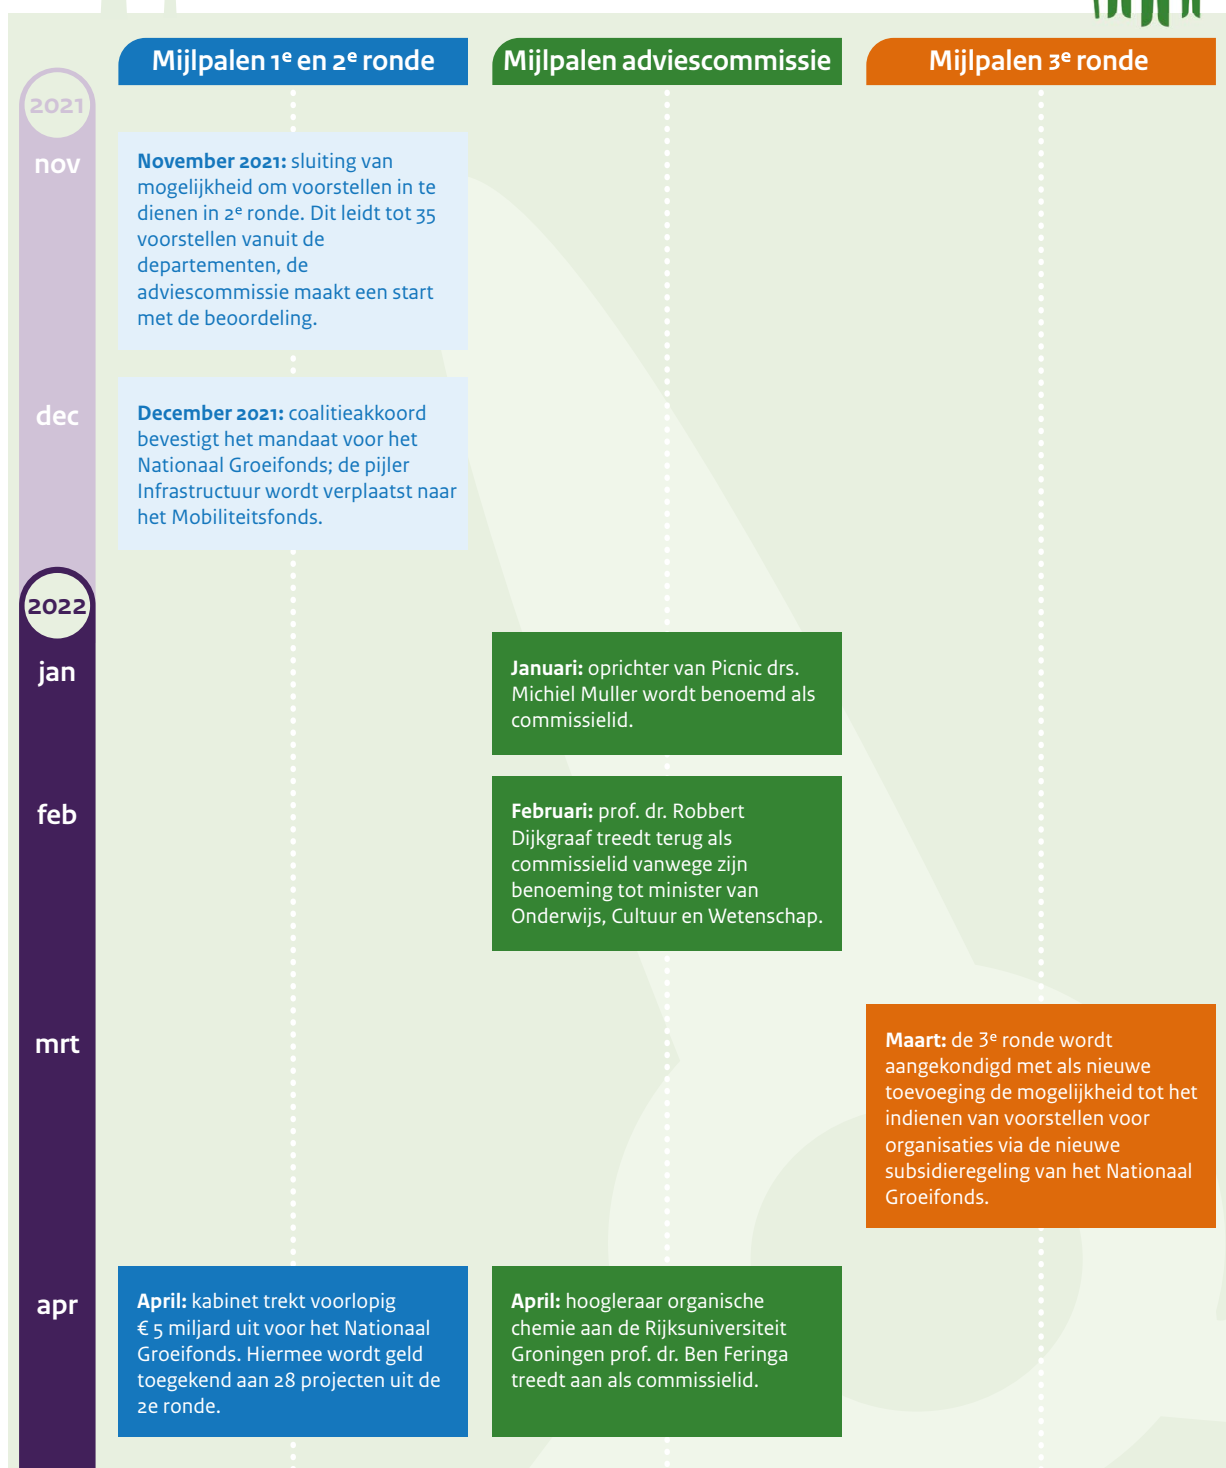 Mijlpalen 1e en 2e ronde
Mijlpalen adviescommissie
Mijlpalen 3e ronde
2021
nov
November 2021: sluiting van
mogelijkheid om voorstellen in te
dienen in 2e ronde. Dit leidt tot 35
voorstellen vanuit de
departementen, de
adviescommissie maakt een start
met de beoordeling.
dec
December 2021: coalitieakkoord
bevestigt het mandaat voor het
Nationaal Groeifonds; de pijler
Infrastructuur wordt verplaatst naar
het Mobiliteitsfonds.
2022
jan
Januari: oprichter van Picnic drs.
Michiel Muller wordt benoemd als
commissielid.
feb
Februari: prof. dr. Robbert
Dijkgraaf treedt terug als
commissielid vanwege zijn
benoeming tot minister van
Onderwijs, Cultuur en Wetenschap.
mrt
Maart: de 3e ronde wordt
aangekondigd met als nieuwe
toevoeging de mogelijkheid tot het
indienen van voorstellen voor
organisaties via de nieuwe
subsidieregeling van het Nationaal
Groeifonds.
apr
April: kabinet trekt voorlopig
€ 5 miljard uit voor het Nationaal
Groeifonds. Hiermee wordt geld
toegekend aan 28 projecten uit de
2e ronde.
April: hoogleraar organische
chemie aan de Rijksuniversiteit
Groningen prof. dr. Ben Feringa
treedt aan als commissielid.